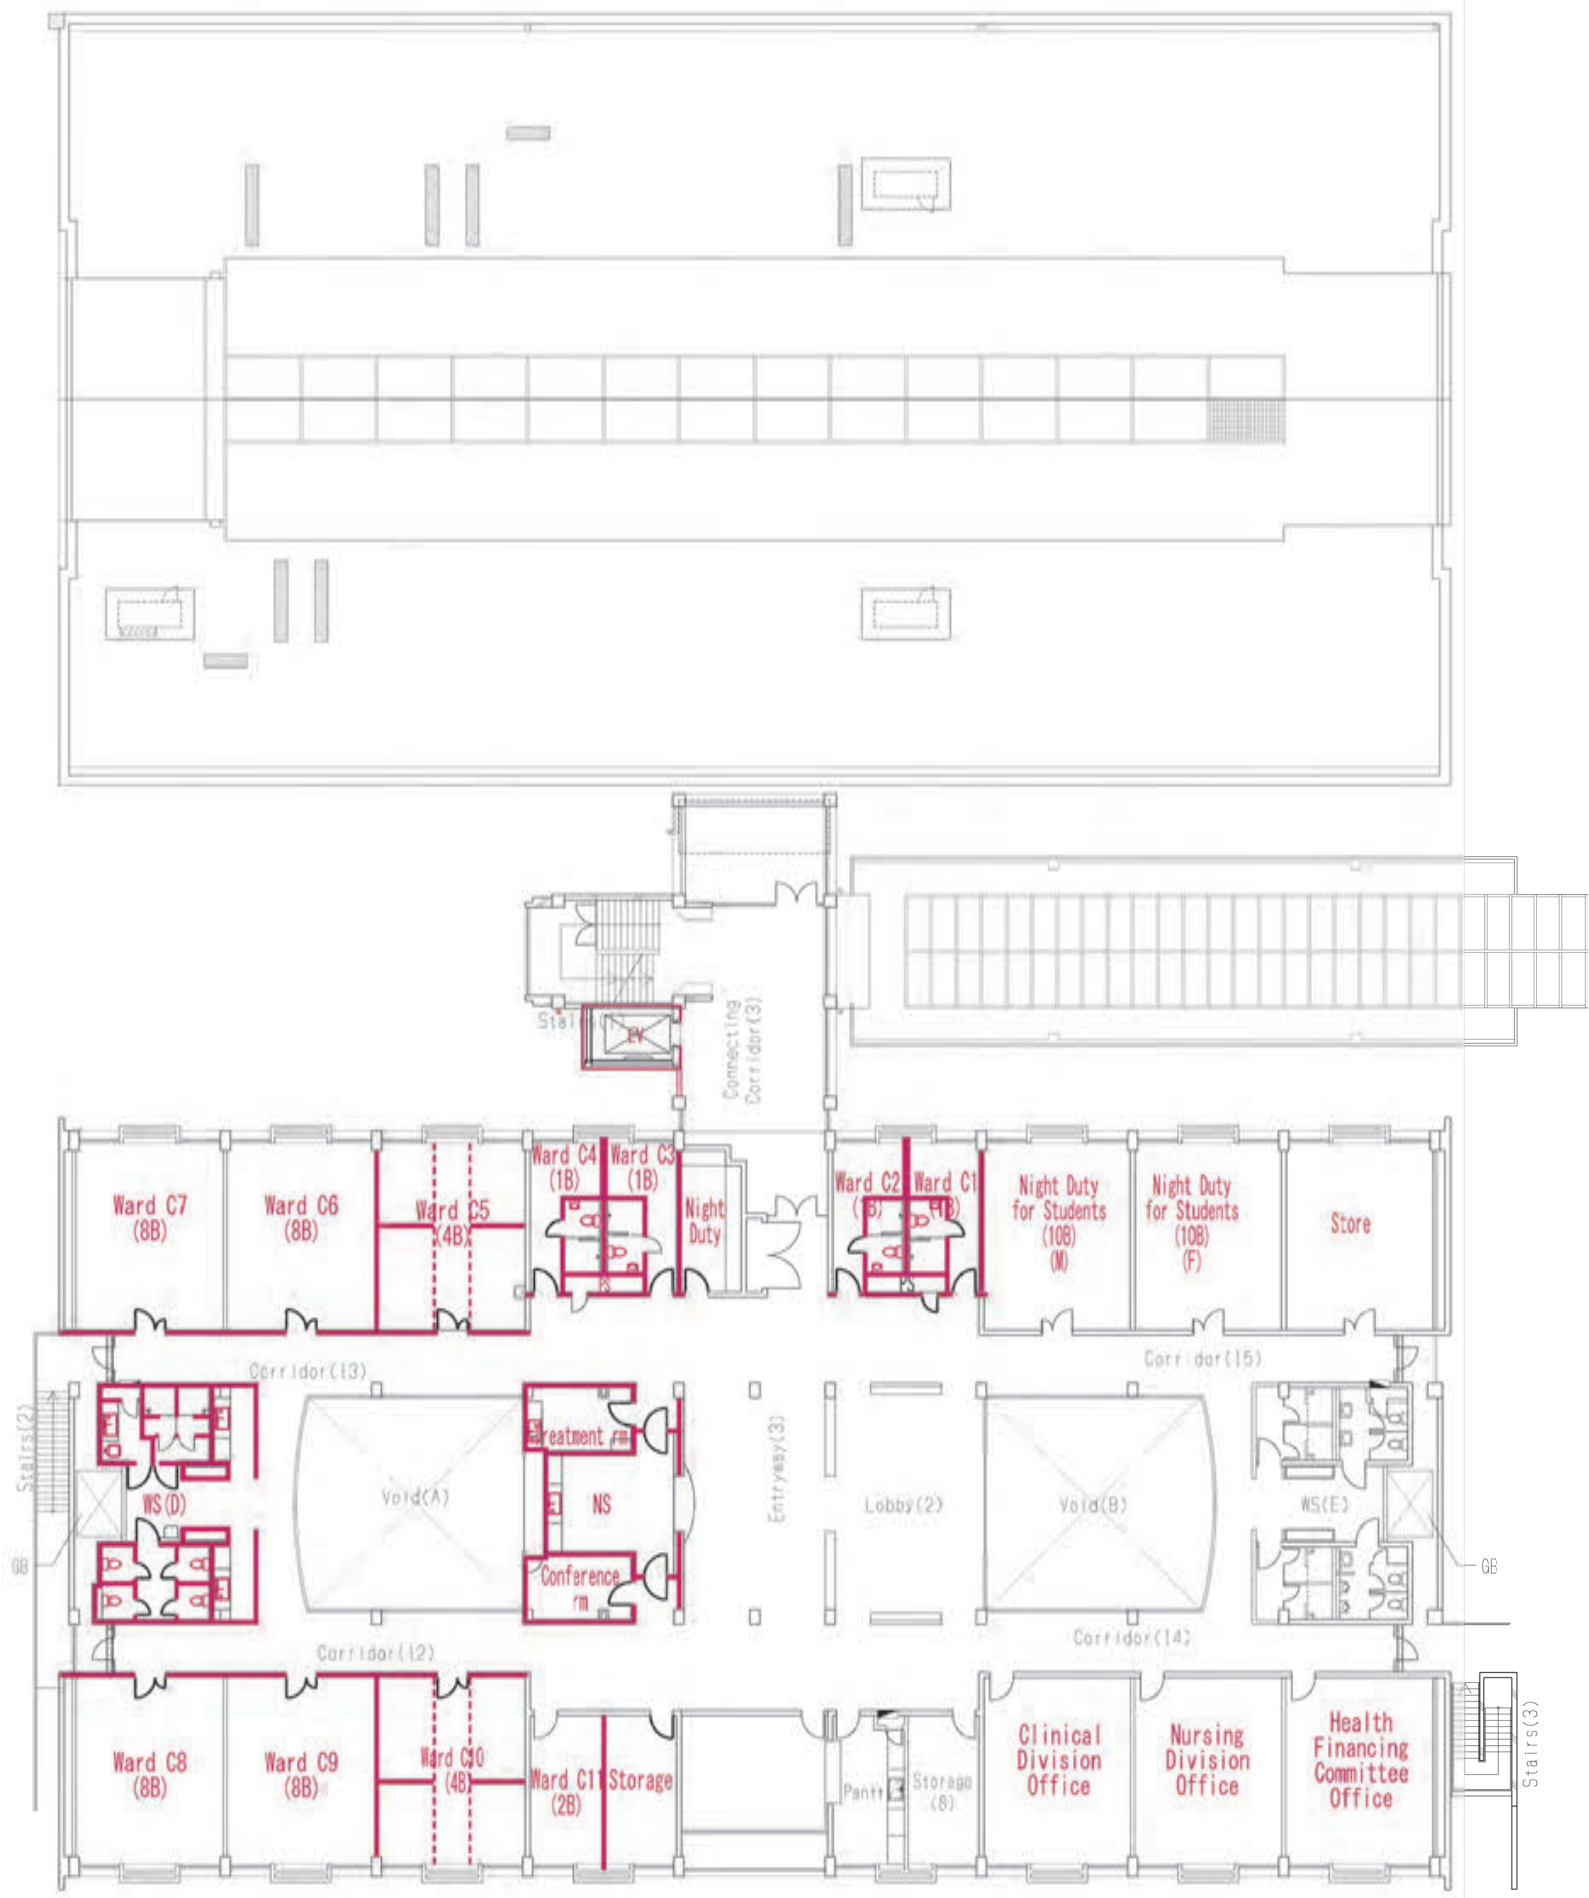 Stairs(1)
EV
Connecting
Corridor(3)
Ward C7
(8B)
Ward C6
(8B)
Ward C5
(4B)
Ward C4
(1B)
Ward C3
(1B)
Night
Duty
Ward C2
(1B)
Ward C1
(1B)
Night Duty
for Students
(10B)
(M)
Night Duty
for Students
(10B)
(F)
Store
Corridor(13)
Corridor(15)
Stairs(2)
WS(D)
GB
Void(A)
Treatment rm
NS
Conference
rm
Entryway(3)
Lobby(2)
Void(B)
WS(E)
GB
Corridor(12)
Corridor(14)
Ward C8
(8B)
Ward C9
(8B)
Ward C10
(4B)
Ward C11
(2B)
Storage
Storage
(8)
Clinical
Division
Office
Nursing
Division
Office
Health
Financing
Committee
Office
Stairs(3)